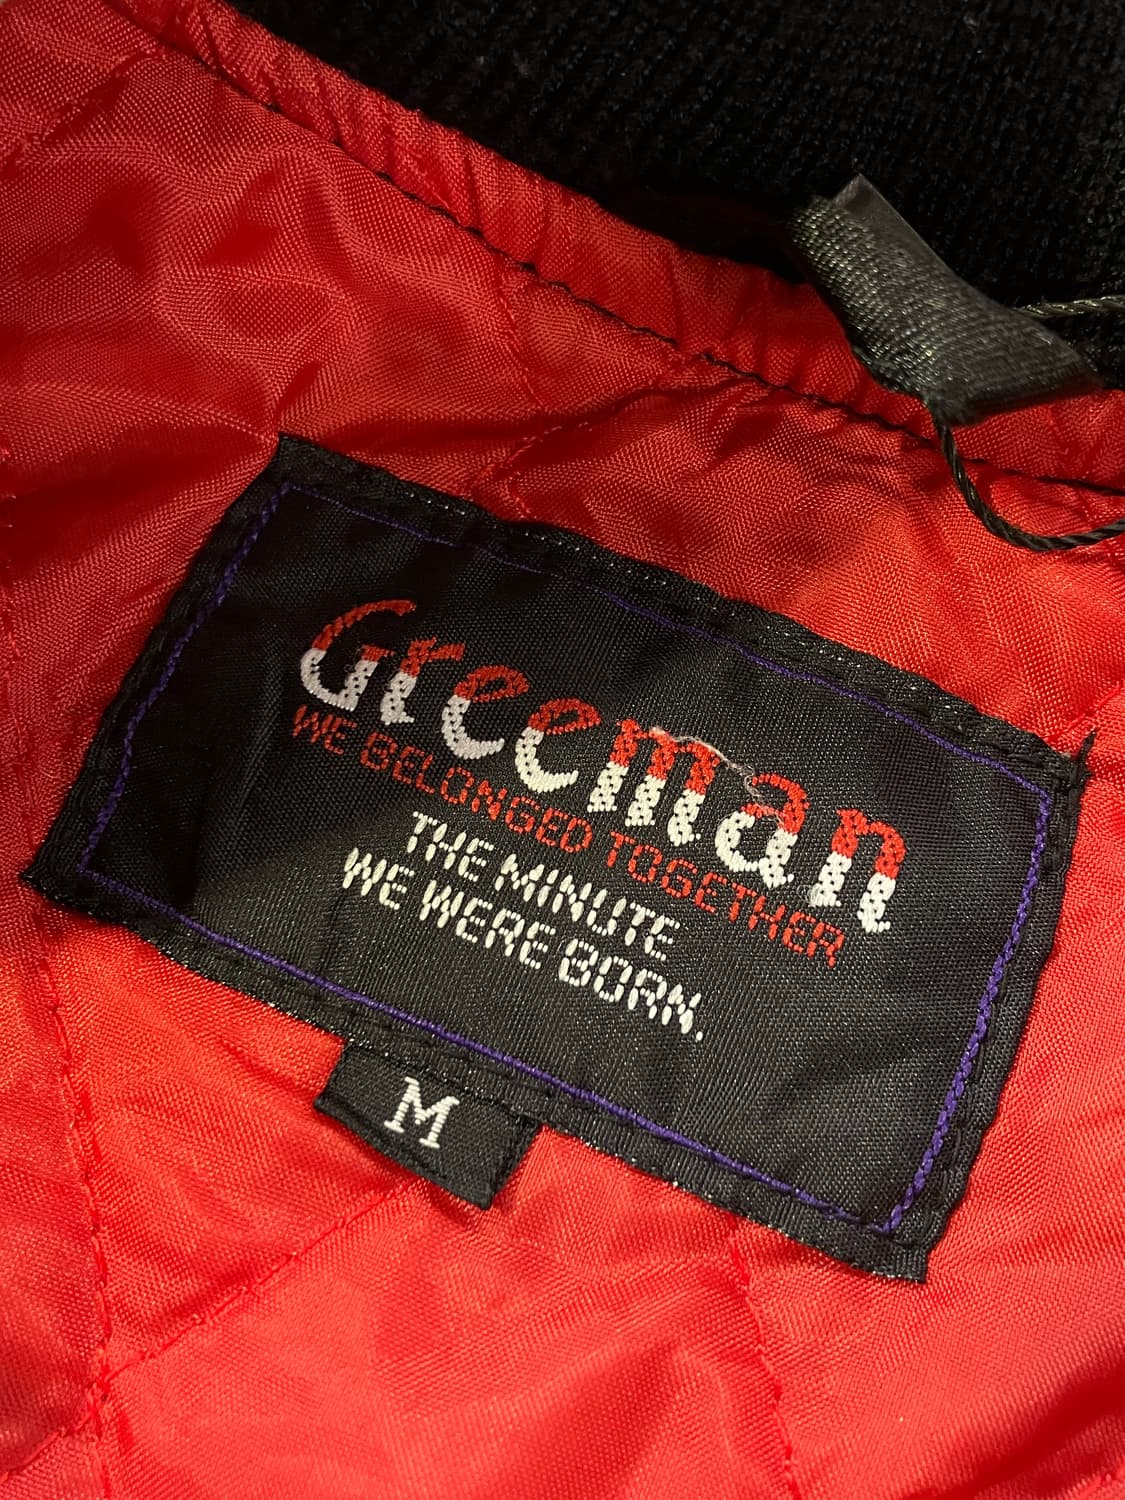 Greeman
WE BELONGED TOGETHER
THE MINUTE
WE WERE BORN.
M